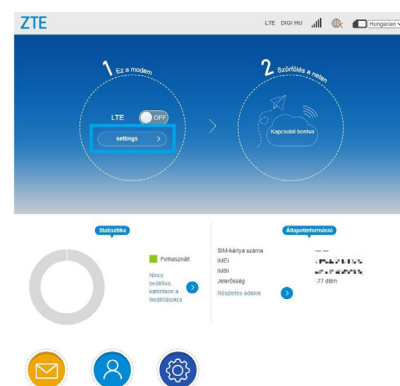 ZTE
LTE DIGI HU
Hungarian
1 Ez a modem
LTE OFF
settings >
2 Szörfölés a neten
Kapcsolat bontva
Statisztika
Felhasznált
Nincs
beállítva,
kattintson a
Beállításokra
Állapotinformáció
SIM-kártya száma
IMEI
IMSI
Jelerősség -77 dBm
Részletes adatok